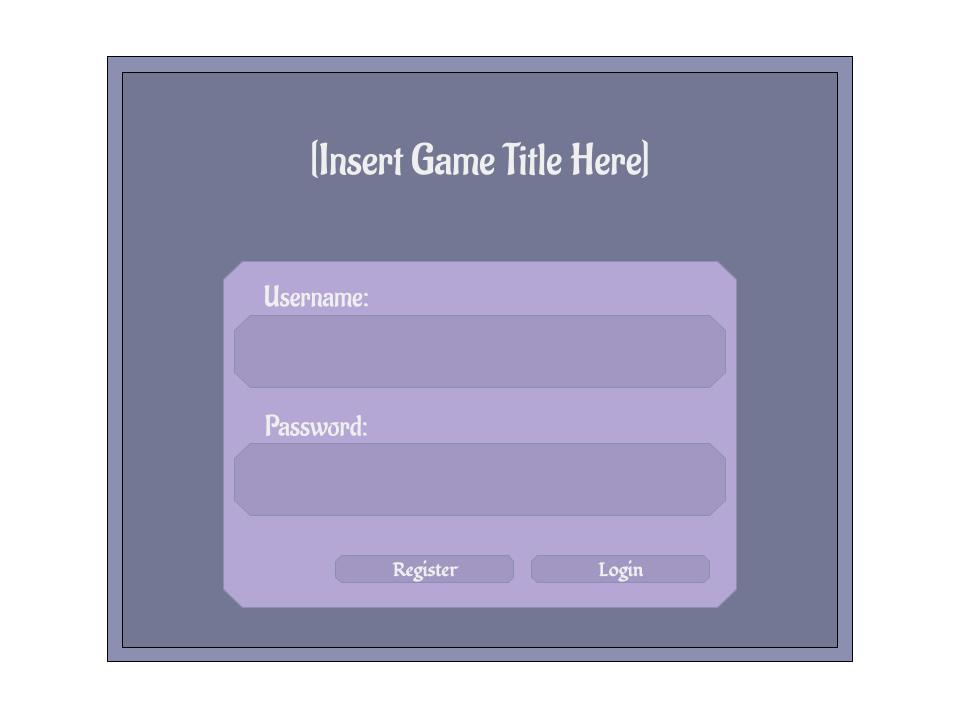 (Insert Game Title Here)
Username:
Password:
Register
Login